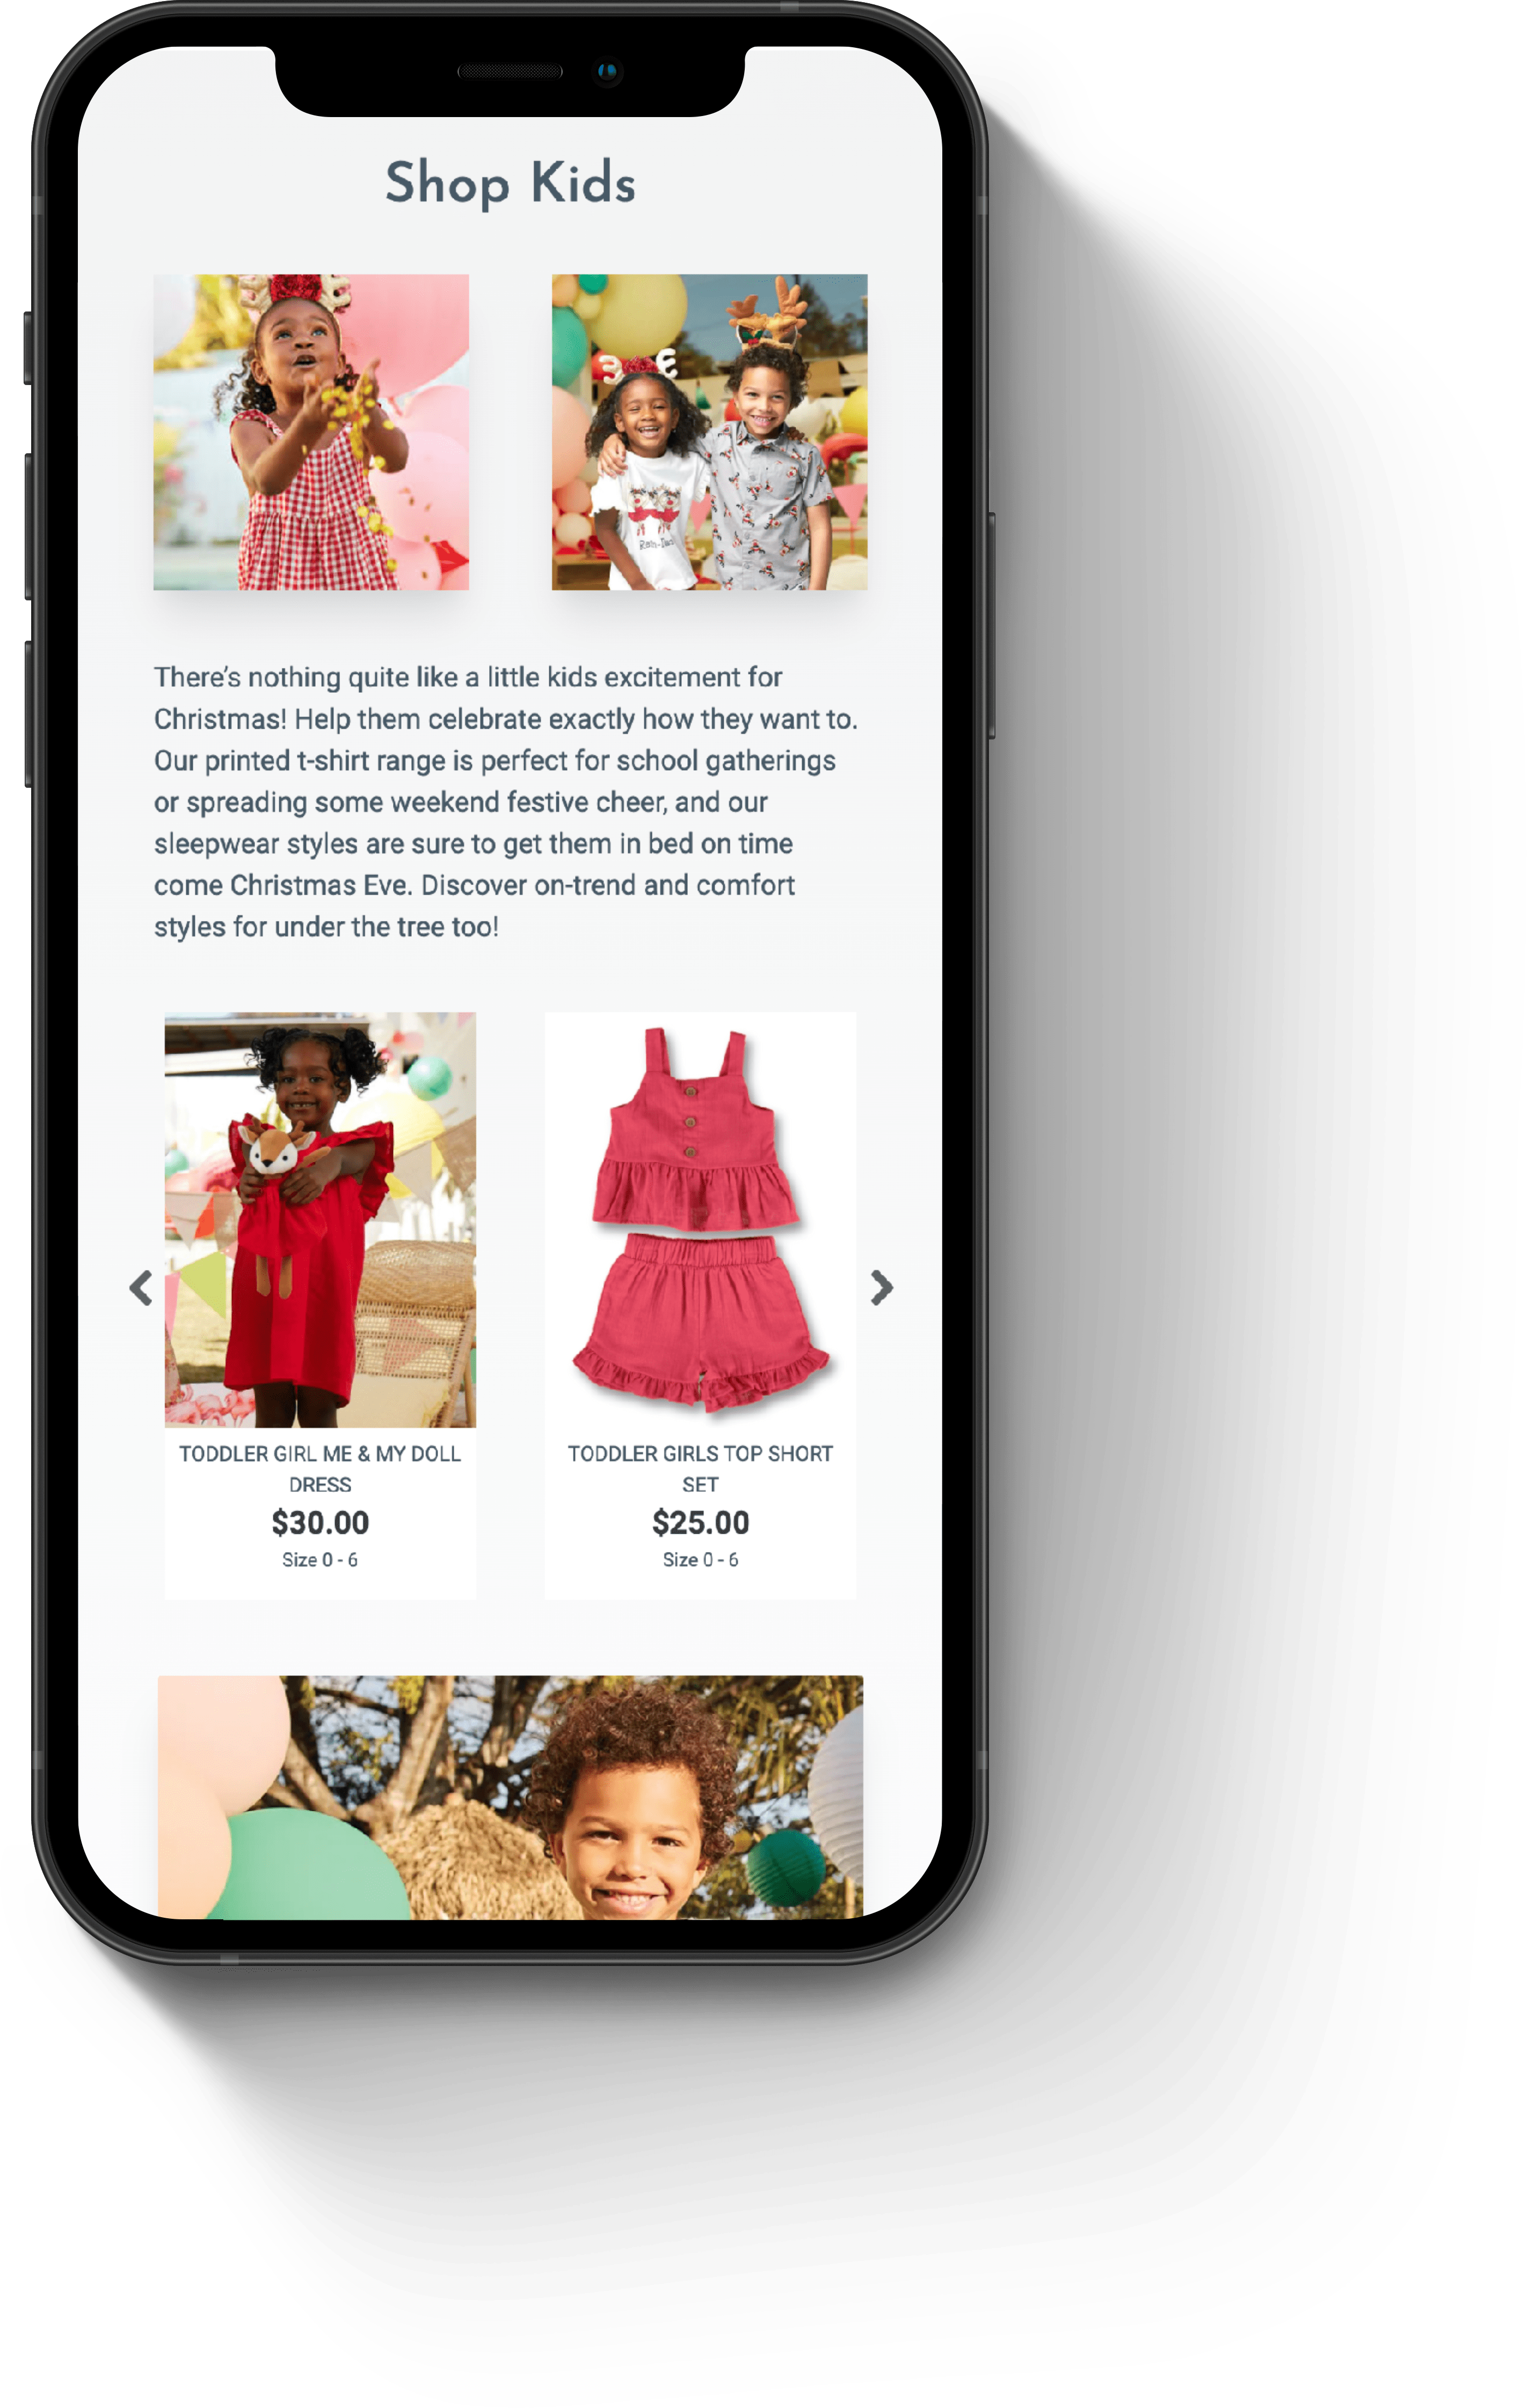 Shop Kids
There's nothing quite like a little kids excitement for
Christmas! Help them celebrate exactly how they want to.
Our printed t-shirt range is perfect for school gatherings
or spreading some weekend festive cheer, and our
sleepwear styles are sure to get them in bed on time
come Christmas Eve. Discover on-trend and comfort
styles for under the tree too!
TODDLER GIRL ME & MY DOLL
DRESS
$30.00
Size 0 - 6
TODDLER GIRLS TOP SHORT
SET
$25.00
Size 0 - 6